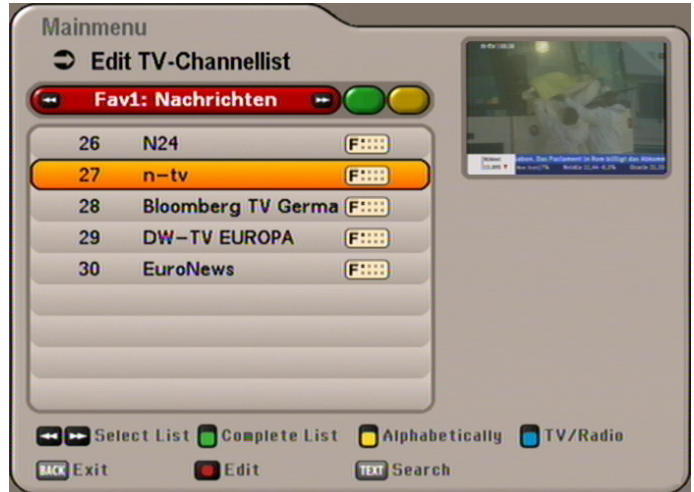 Mainmenu
Edit TV-Channellist
Fav1: Nachrichten
26 N24 F
27 n-tv F
28 Bloomberg TV Germa F
29 DW-TV EUROPA F
30 EuroNews F
Select List Complete List Alphabetically TV/Radio
BACK Exit Edit TEXT Search